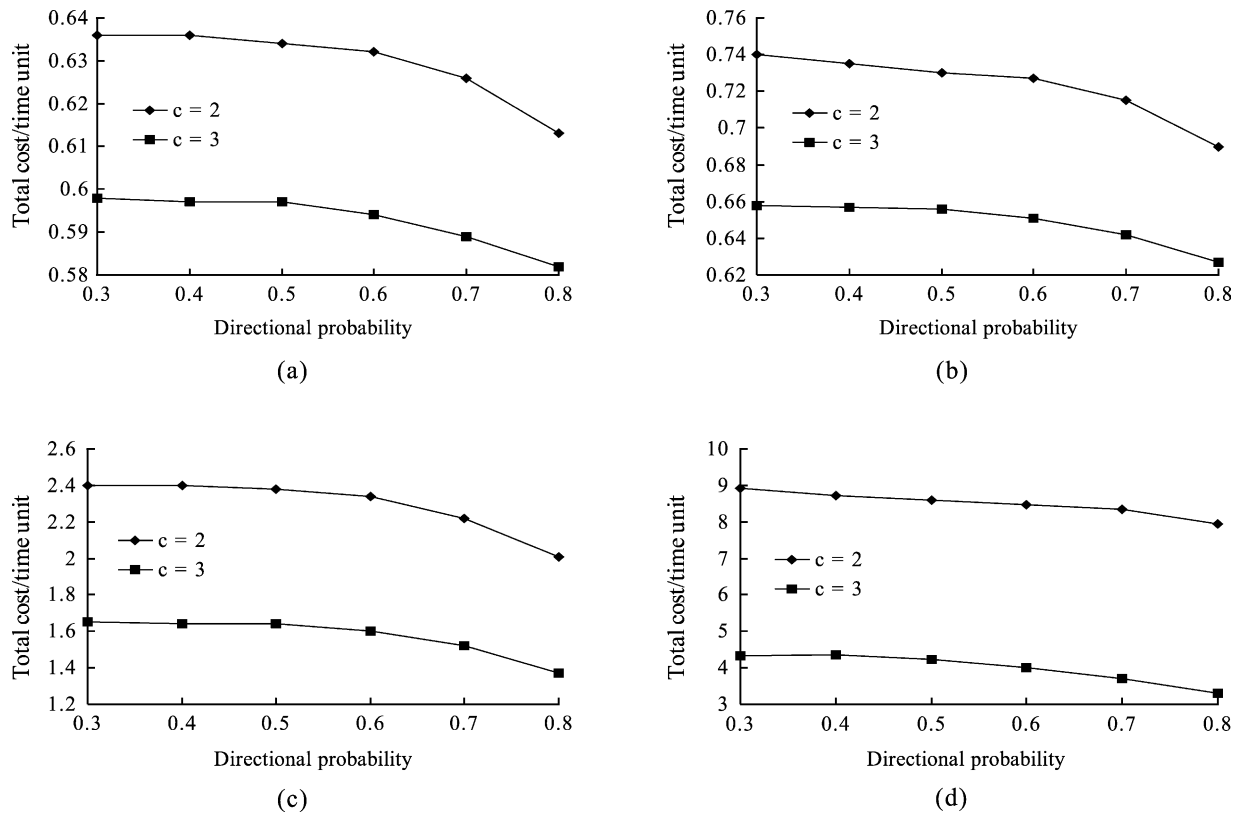 Total cost/time unit
0.64
0.63
0.62
0.61
0.6
0.59
0.58
c = 2
c = 3
0.3 0.4 0.5 0.6 0.7 0.8
Directional probability
(a)
Total cost/time unit
0.76
0.74
0.72
0.7
0.68
0.66
0.64
0.62
c = 2
c = 3
0.3 0.4 0.5 0.6 0.7 0.8
Directional probability
(b)
Total cost/time unit
2.6
2.4
2.2
2
1.8
1.6
1.4
1.2
c = 2
c = 3
0.3 0.4 0.5 0.6 0.7 0.8
Directional probability
(c)
Total cost/time unit
10
9
8
7
6
5
4
3
c = 2
c = 3
0.3 0.4 0.5 0.6 0.7 0.8
Directional probability
(d)